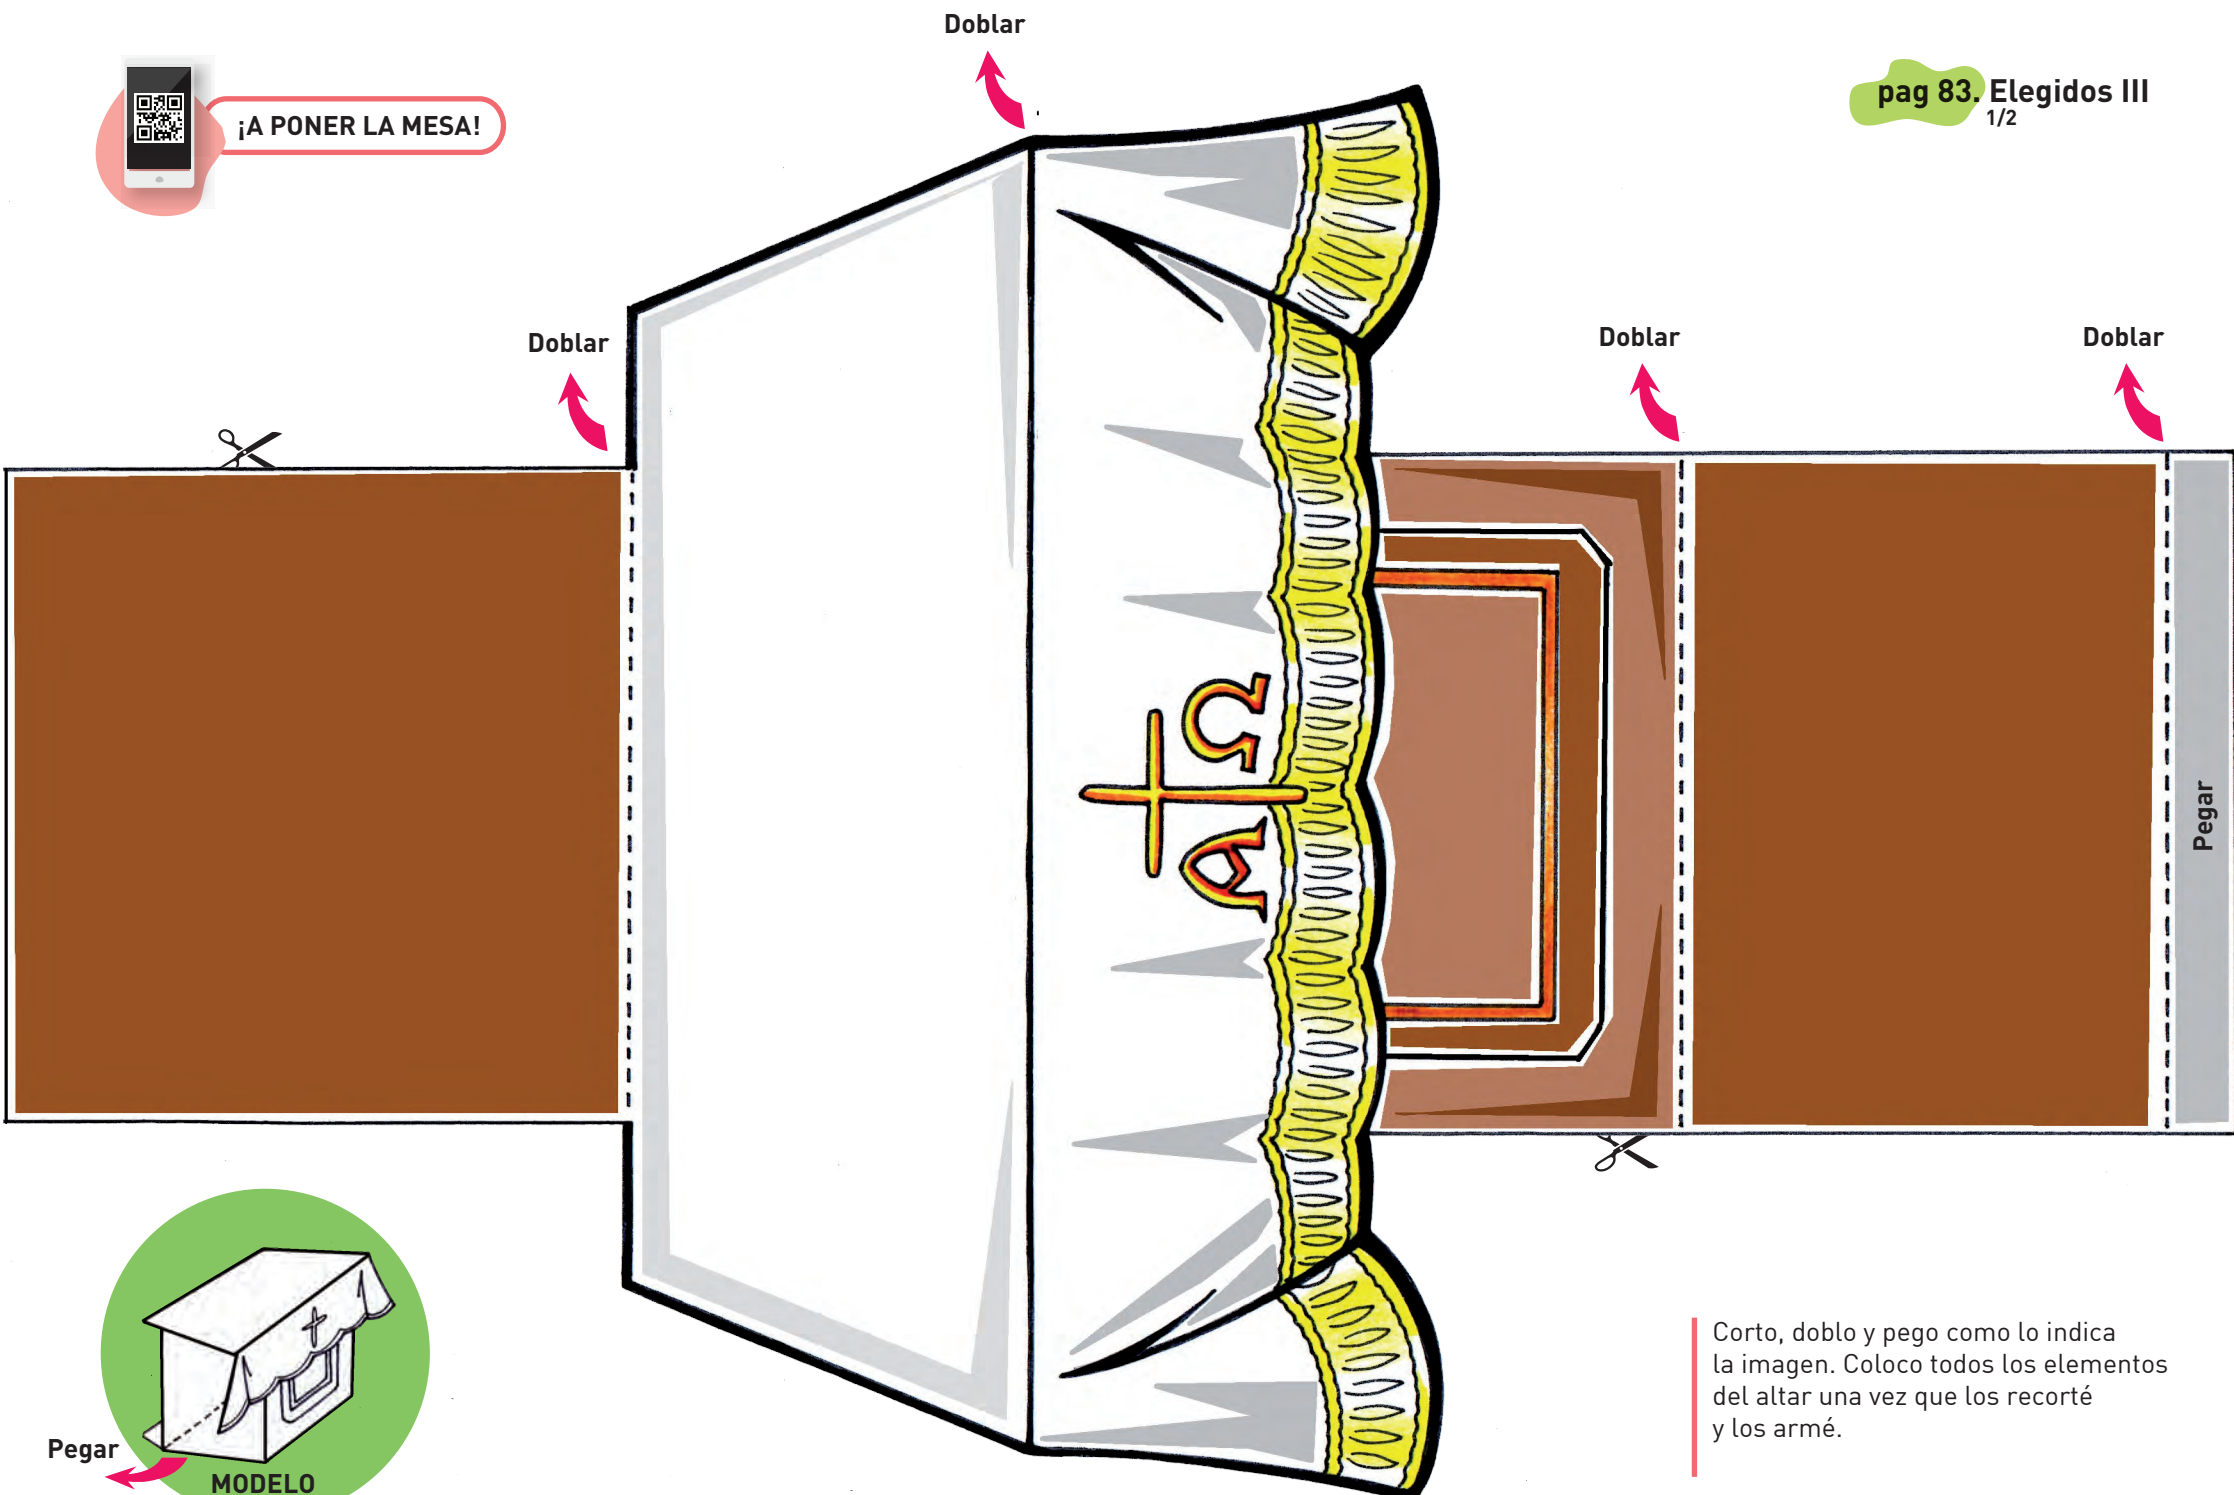 Doblar
¡A PONER LA MESA!
pag 83. Elegidos III
1/2
Doblar
Doblar
Doblar
Ω
A
Pegar
Pegar
MODELO
Corto, doblo y pego como lo indica
la imagen. Coloco todos los elementos
del altar una vez que los recorté
y los armé.